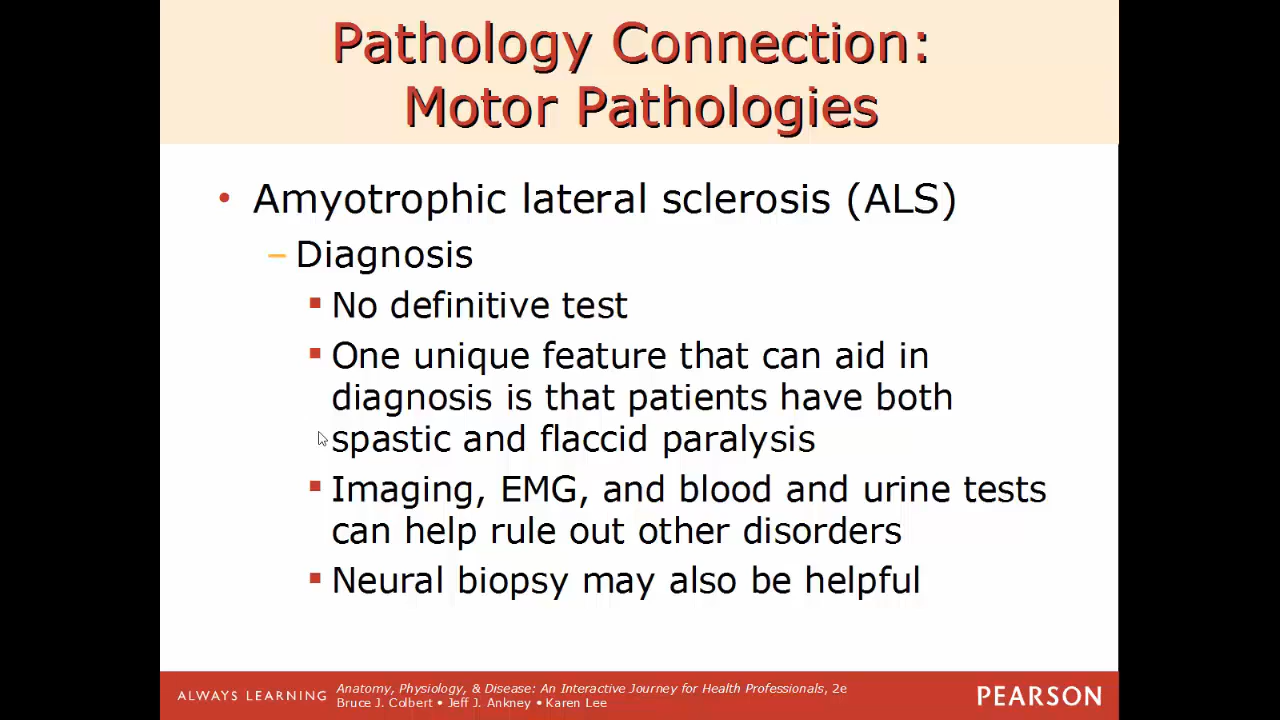 Pathology Connection:
Motor Pathologies
• Amyotrophic lateral sclerosis (ALS)
– Diagnosis
▪ No definitive test
▪ One unique feature that can aid in
diagnosis is that patients have both
spastic and flaccid paralysis
▪ Imaging, EMG, and blood and urine tests
can help rule out other disorders
▪ Neural biopsy may also be helpful
ALWAYS LEARNING
Anatomy, Physiology, & Disease: An Interactive Journey for Health Professionals, 2e
Bruce J. Colbert • Jeff J. Ankney • Karen Lee
PEARSON